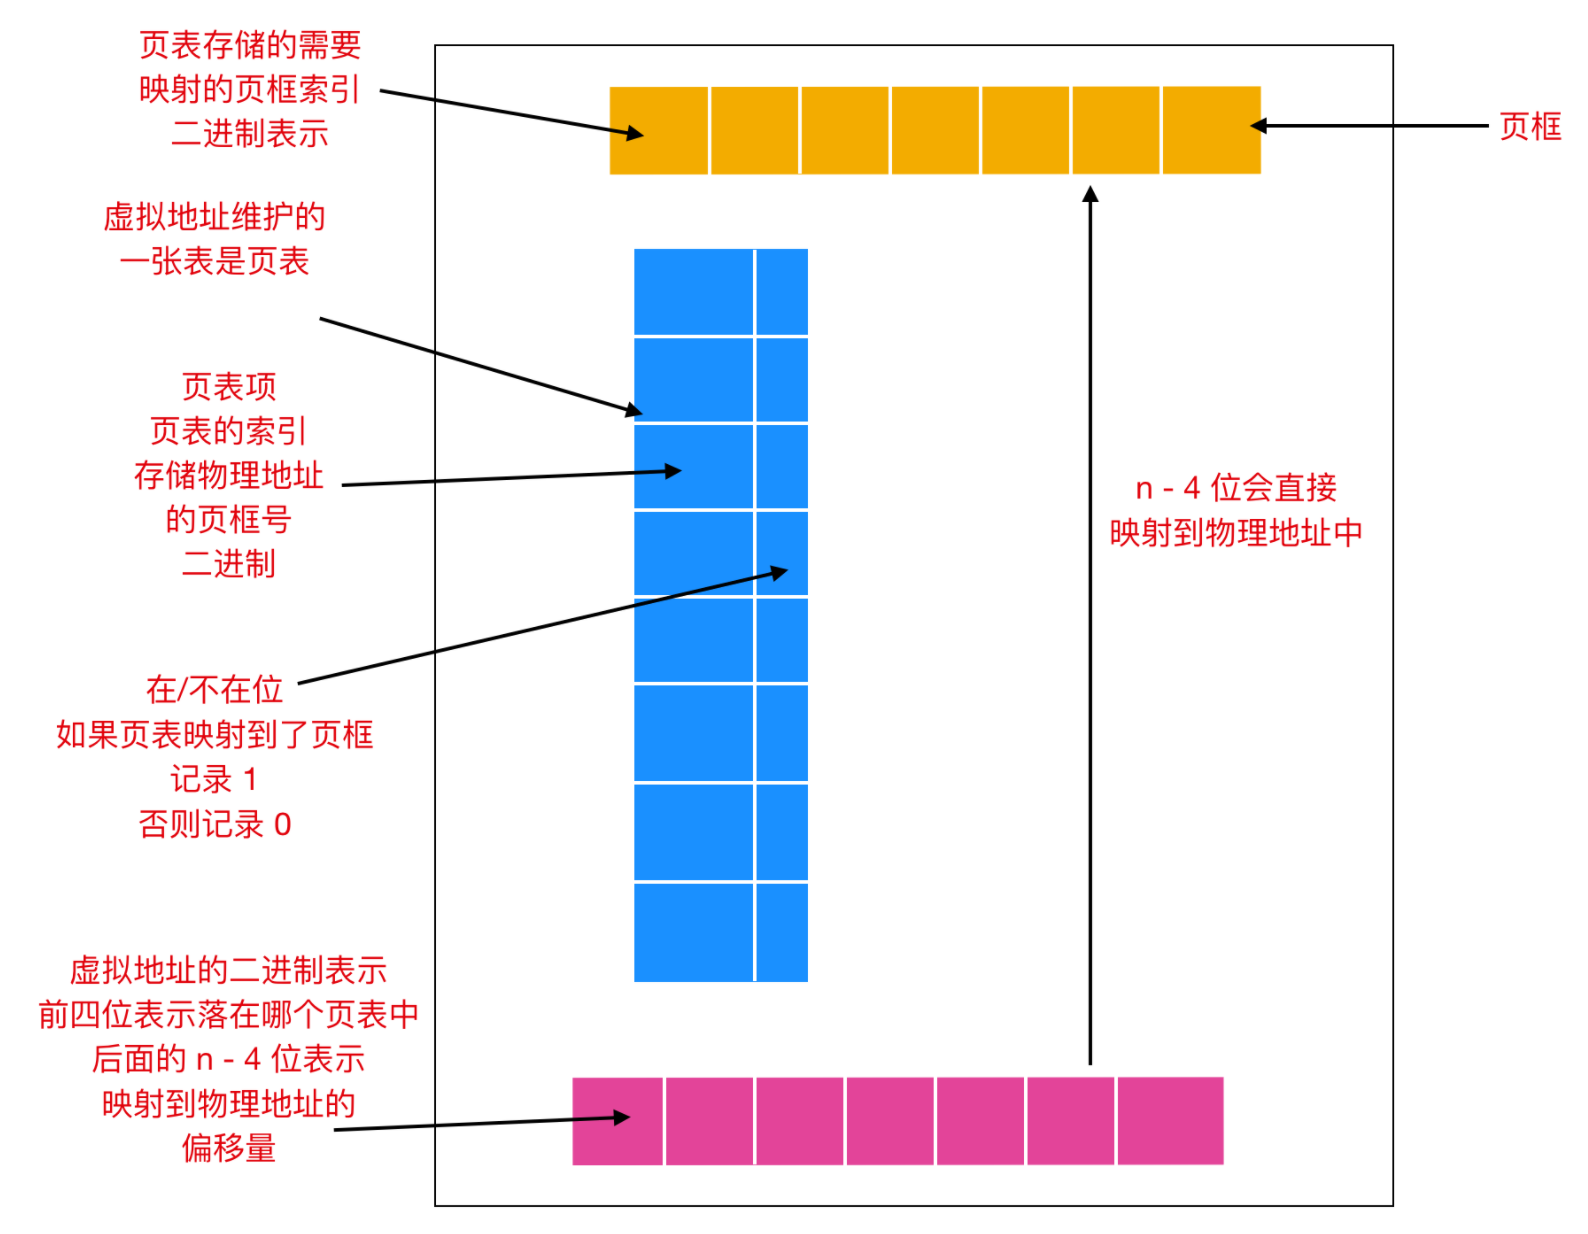 页表存储的需要
映射的页框索引
二进制表示
页框
虚拟地址维护的
一张表是页表
页表项
页表的索引
存储物理地址
的页框号
二进制
n - 4 位会直接
映射到物理地址中
在/不在位
如果页表映射到了页框
记录 1
否则记录 0
虚拟地址的二进制表示
前四位表示落在哪个页表中
后面的 n - 4 位表示
映射到物理地址的
偏移量